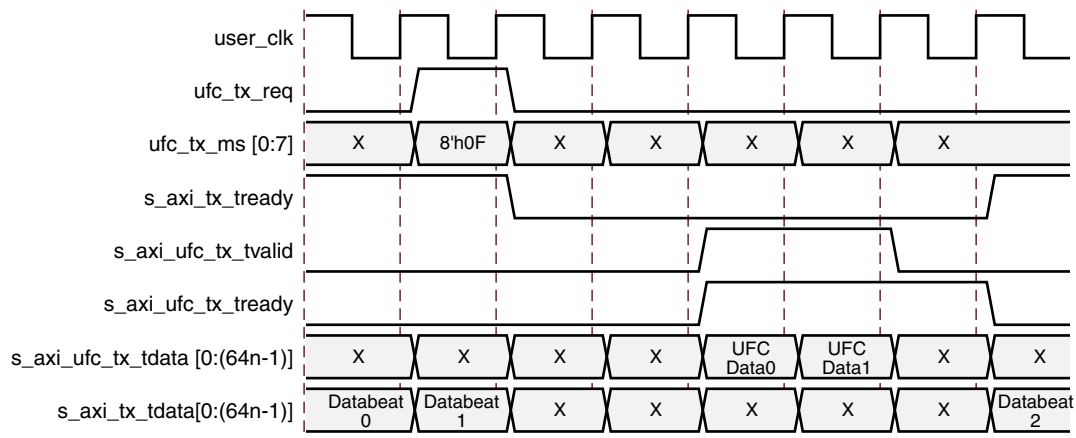 user_clk
ufc_tx_req
ufc_tx_ms [0:7] X 8'h0F X X X X X
s_axi_tx_tready
s_axi_ufc_tx_tvalid
s_axi_ufc_tx_tready
s_axi_ufc_tx_tdata [0:(64n-1)] X X X X UFC Data0 UFC Data1 X X
s_axi_tx_tdata[0:(64n-1)] Databeat 0 Databeat 1 X X X X X Databeat 2